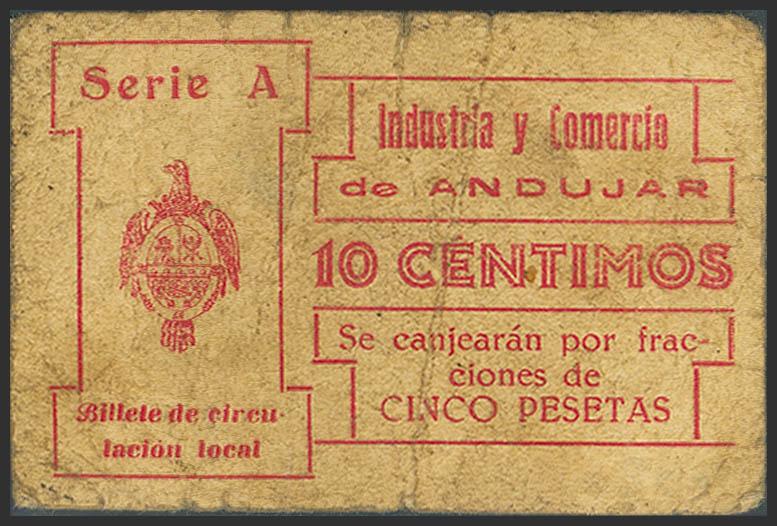 Serie A
Billete de circu-
lación local
Industria y Comercio
de ANDUJAR
10 CENTIMOS
Se canjearán por frac-
ciones de
CINCO PESETAS